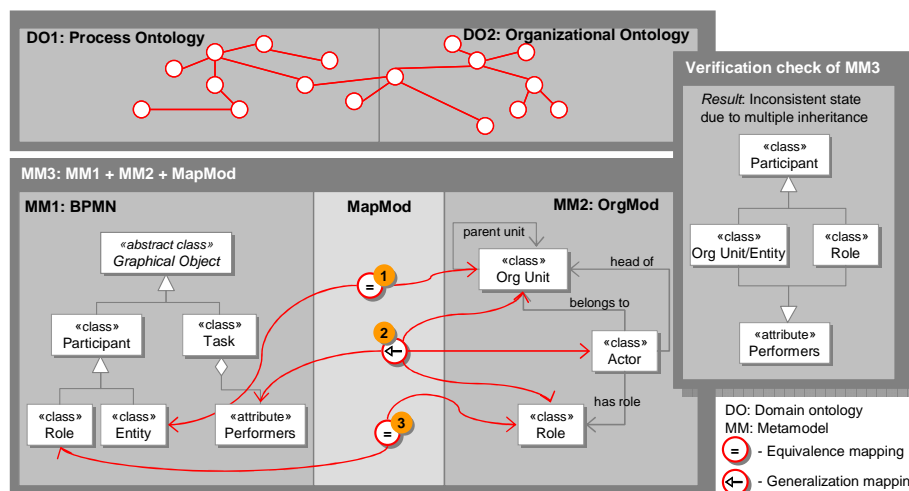 DO1: Process Ontology
DO2: Organizational Ontology
MM3: MM1 + MM2 + MapMod
MM1: BPMN
«abstract class»
Graphical Object
«class»
Participant
«class»
Task
«class»
Role
«class»
Entity
«attribute»
Performers
MapMod
1
=
2
3
=
MM2: OrgMod
parent unit
«class»
Org Unit
head of
belongs to
«class»
Actor
has role
«class»
Role
Verification check of MM3
Result: Inconsistent state
due to multiple inheritance
«class»
Participant
«class»
Org Unit/Entity
«class»
Role
«attribute»
Performers
DO: Domain ontology
MM: Metamodel
= - Equivalence mapping
- Generalization mappin